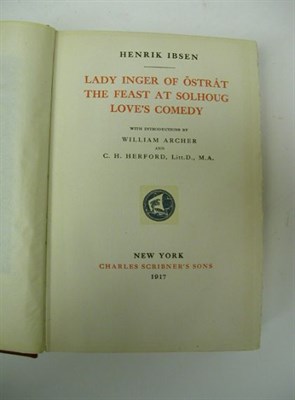 HENRIK IBSEN
LADY INGER OF ÖSTRÁT
THE FEAST AT SOLHOUG
LOVE'S COMEDY
WITH INTRODUCTIONS BY
WILLIAM ARCHER
AND
C. H. HERFORD, Litt.D., M.A.
NEW YORK
CHARLES SCRIBNER'S SONS
1917